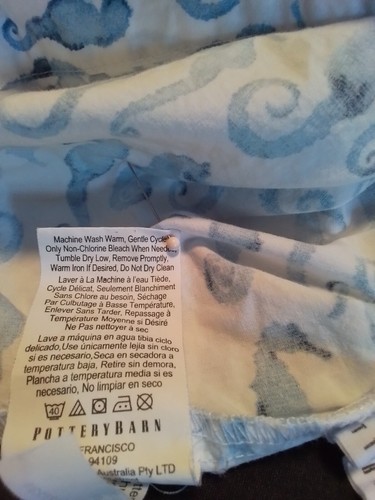 Machine Wash Warm, Gentle Cycle
Only Non-Chlorine Bleach When Needed,
Tumble Dry Low, Remove Promptly,
Warm Iron If Desired, Do Not Dry Clean
Laver à La Machine à l'eau Tiède,
Cycle Délicat, Seulement Blanchiment
Sans Chlore au besoin, Séchage
Par Culbutage à Basse Température,
Enlever Sans Tarder, Repassage à
Température Moyenne si Désiré
Ne Pas nettoyer à sec
Lave a máquina en agua tibia ciclo
delicado,Use únicamente lejía sin cloro
si es necesario,Seca en secadora a
temperatura baja, Retire sin demora,
Plancha a temperatura media si es
necesario, No limpiar en seco
40
POTTERY BARN
FRANCISCO
94109
Australia Pty LTD